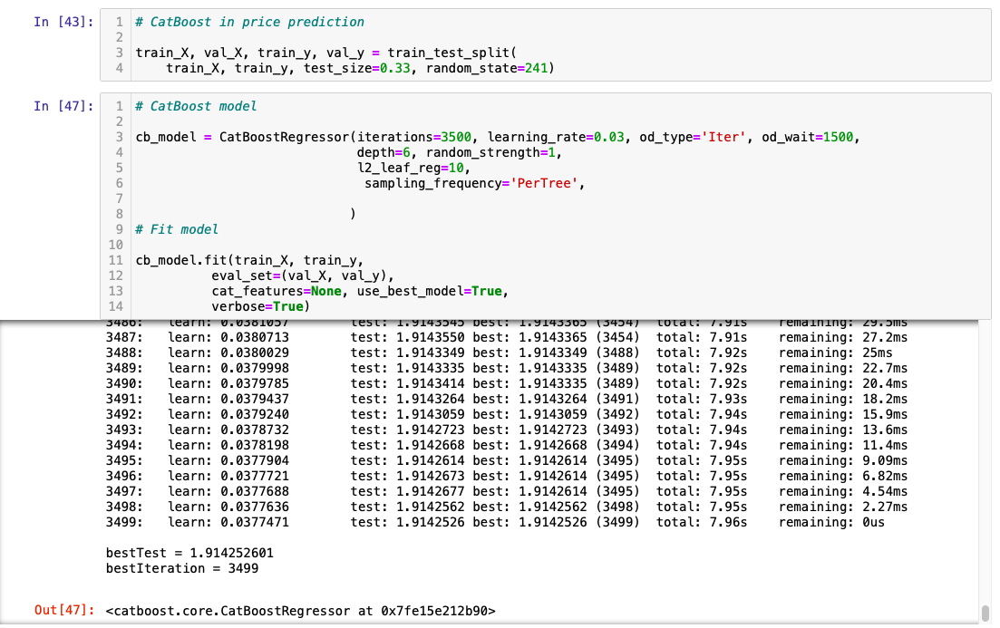 In [43]:
1 # CatBoost in price prediction
2
3 train_X, val_X, train_y, val_y = train_test_split(
4     train_X, train_y, test_size=0.33, random_state=241)
In [47]:
1 # CatBoost model
2
3 cb_model = CatBoostRegressor(iterations=3500, learning_rate=0.03, od_type='Iter', od_wait=1500,
4                              depth=6, random_strength=1,
5                              l2_leaf_reg=10,
6                               sampling_frequency='PerTree',
7
8                             )
9 # Fit model
10
11 cb_model.fit(train_X, train_y,
12           eval_set=(val_X, val_y),
13           cat_features=None, use_best_model=True,
14           verbose=True)
3486:   learn: 0.0381057        test: 1.9143545 best: 1.9143365 (3454)  total: 7.91s    remaining: 29.5ms
3487:   learn: 0.0380713        test: 1.9143550 best: 1.9143365 (3454)  total: 7.91s    remaining: 27.2ms
3488:   learn: 0.0380029        test: 1.9143349 best: 1.9143349 (3488)  total: 7.92s    remaining: 25ms
3489:   learn: 0.0379998        test: 1.9143335 best: 1.9143335 (3489)  total: 7.92s    remaining: 22.7ms
3490:   learn: 0.0379785        test: 1.9143414 best: 1.9143335 (3489)  total: 7.92s    remaining: 20.4ms
3491:   learn: 0.0379437        test: 1.9143264 best: 1.9143264 (3491)  total: 7.93s    remaining: 18.2ms
3492:   learn: 0.0379240        test: 1.9143059 best: 1.9143059 (3492)  total: 7.94s    remaining: 15.9ms
3493:   learn: 0.0378732        test: 1.9142723 best: 1.9142723 (3493)  total: 7.94s    remaining: 13.6ms
3494:   learn: 0.0378198        test: 1.9142668 best: 1.9142668 (3494)  total: 7.94s    remaining: 11.4ms
3495:   learn: 0.0377904        test: 1.9142614 best: 1.9142614 (3495)  total: 7.95s    remaining: 9.09ms
3496:   learn: 0.0377721        test: 1.9142673 best: 1.9142614 (3495)  total: 7.95s    remaining: 6.82ms
3497:   learn: 0.0377688        test: 1.9142677 best: 1.9142614 (3495)  total: 7.95s    remaining: 4.54ms
3498:   learn: 0.0377636        test: 1.9142562 best: 1.9142562 (3498)  total: 7.95s    remaining: 2.27ms
3499:   learn: 0.0377471        test: 1.9142526 best: 1.9142526 (3499)  total: 7.96s    remaining: 0us
bestTest = 1.914252601
bestIteration = 3499
Out[47]: <catboost.core.CatBoostRegressor at 0x7fe15e212b90>